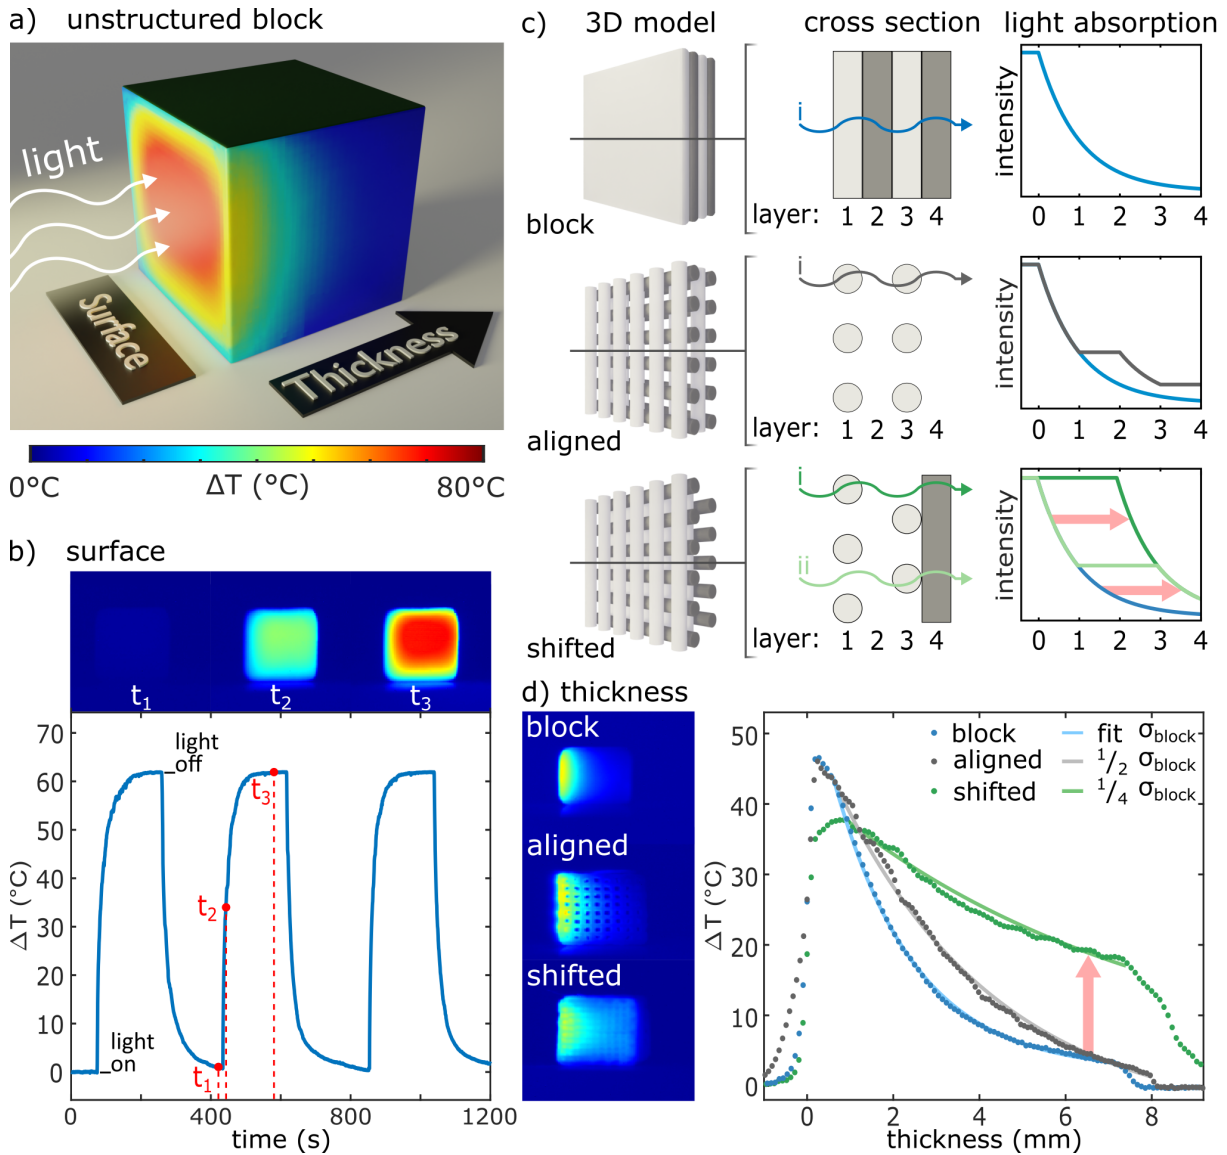 a) unstructured block
light
Surface
Thickness
0°C ΔT (°C) 80°C
b) surface
t1 t2 t3
70
60
50
40
30
20
10
0
ΔT (°C)
light
off
light
on
t1
t2
t3
0 200 400 600 800 1000 1200
time (s)
c) 3D model cross section light absorption
block
i
layer: 1 2 3 4
intensity
0 1 2 3 4
aligned
i
layer: 1 2 3 4
intensity
0 1 2 3 4
shifted
i
ii
layer: 1 2 3 4
intensity
0 1 2 3 4
d) thickness
block
aligned
shifted
50
40
30
20
10
0
ΔT (°C)
block fit σblock
aligned 1/2 σblock
shifted 1/4 σblock
0 2 4 6 8
thickness (mm)